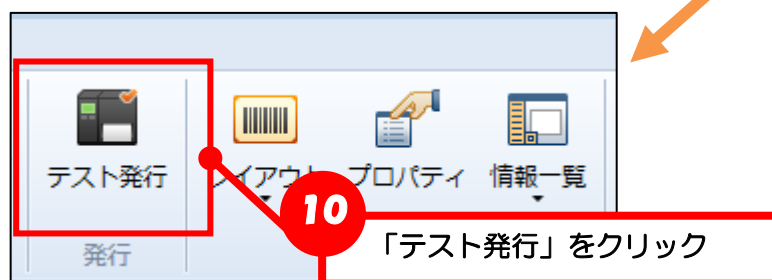 テスト発行
レイアウト
プロパティ
情報一覧
発行
10
「テスト発行」をクリック